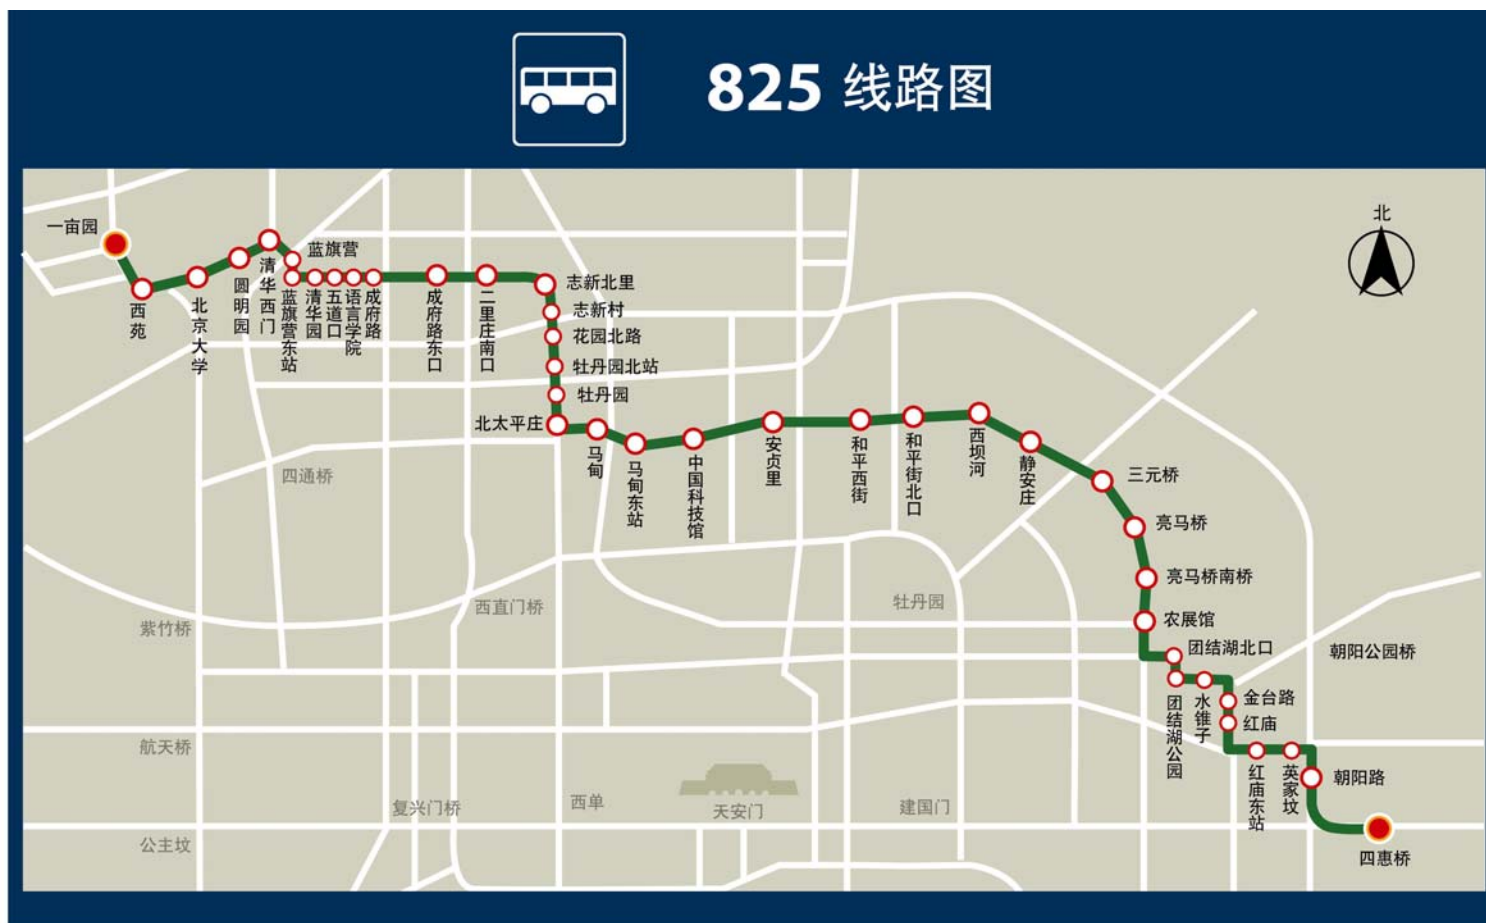 825 线路图
北
一亩园
西苑
北京大学
圆明园
清华西门
蓝旗营
蓝旗营东站
清华园
五道口
语言学院
成府路
成府路东口
二里庄南口
志新北里
志新村
花园北路
牡丹园北站
牡丹园
北太平庄
马甸
马甸东站
中国科技馆
安贞里
和平西街
和平街北口
西坝河
静安庄
三元桥
亮马桥
亮马桥南桥
农展馆
团结湖北口
团结湖公园
水锥子
金台路
红庙
红庙东站
英家坟
朝阳路
四惠桥
朝阳公园桥
四通桥
西直门桥
牡丹园
紫竹桥
航天桥
复兴门桥
西单
天安门
建国门
公主坟